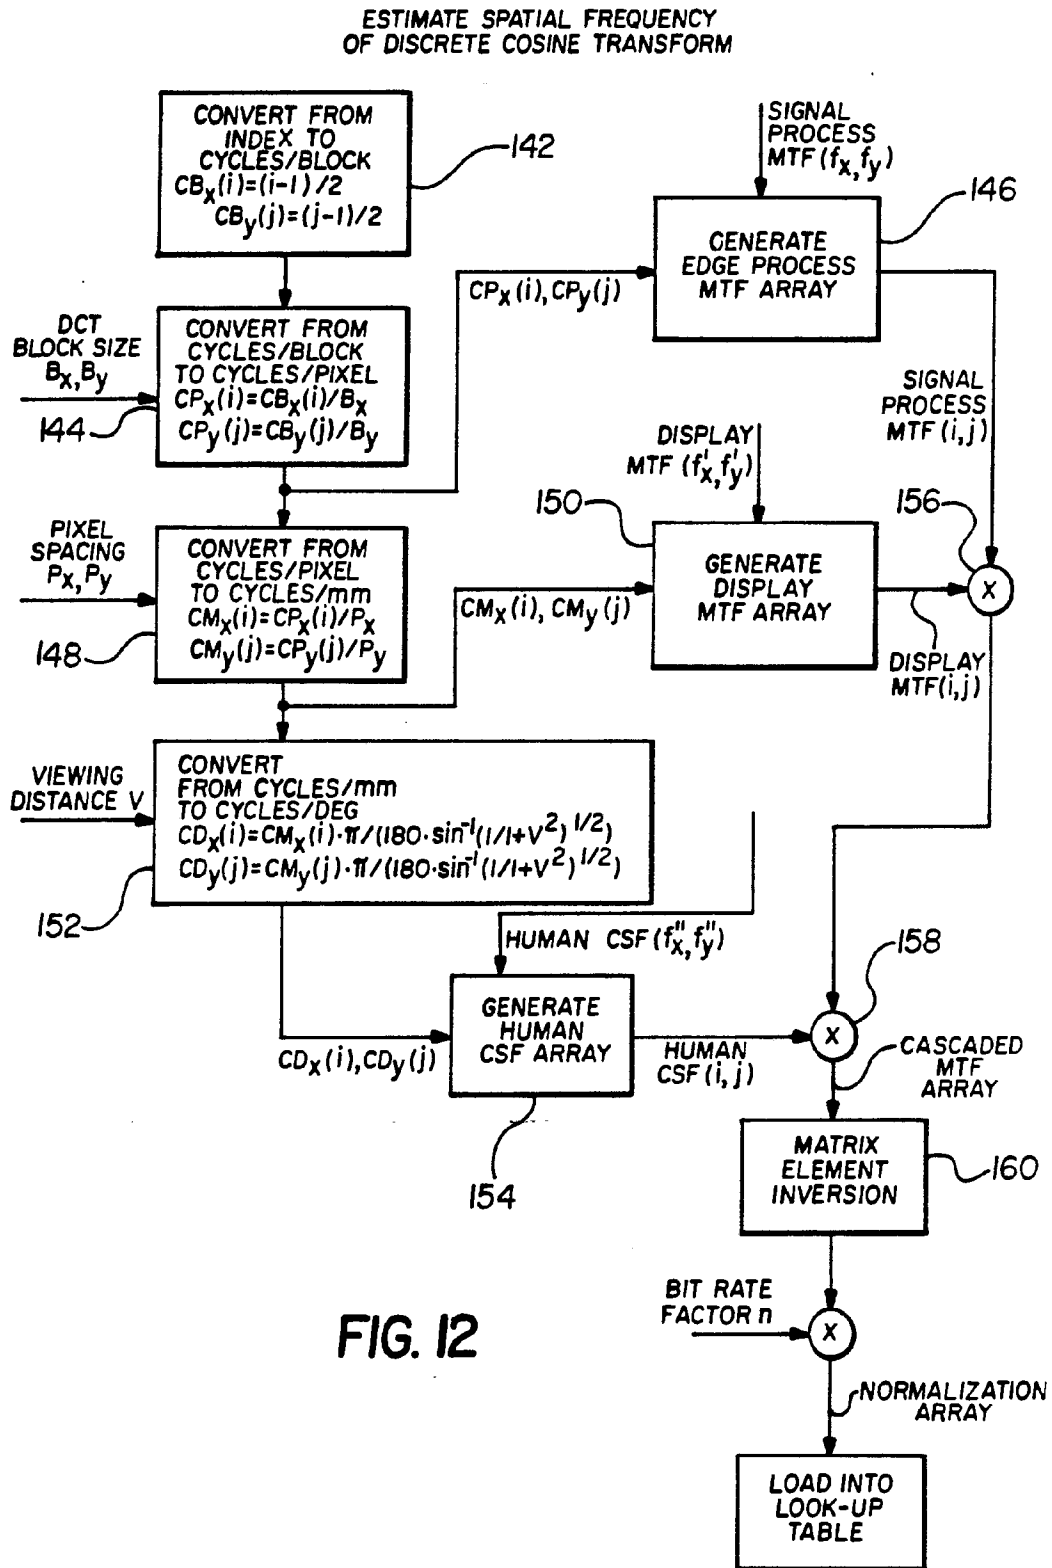 ESTIMATE SPATIAL FREQUENCY
OF DISCRETE COSINE TRANSFORM
CONVERT FROM
INDEX TO
CYCLES/BLOCK
CBx(i)=(i-1)/2
CBy(j)=(j-1)/2
142
SIGNAL
PROCESS
MTF(fx,fy)
146
GENERATE
EDGE PROCESS
MTF ARRAY
CPx(i),CPy(j)
DCT
BLOCK SIZE
Bx,By
144
CONVERT FROM
CYCLES/BLOCK
TO CYCLES/PIXEL
CPx(i)=CBx(i)/Bx
CPy(j)=CBy(j)/By
SIGNAL
PROCESS
MTF(i,j)
DISPLAY
MTF (f'x,f'y)
150
156
PIXEL
SPACING
Px,Py
148
CONVERT FROM
CYCLES/PIXEL
TO CYCLES/mm
CMx(i)=CPx(i)/Px
CMy(j)=CPy(j)/Py
CMx(i),CMy(j)
GENERATE
DISPLAY
MTF ARRAY
X
DISPLAY
MTF(i,j)
VIEWING
DISTANCE V
152
CONVERT
FROM CYCLES/mm
TO CYCLES/DEG
CDx(i)=CMx(i)·π/(180·sin⁻¹(1/1+V²)^1/2)
CDy(j)=CMy(j)·π/(180·sin⁻¹(1/1+V²)^1/2)
HUMAN CSF(f"x,f"y)
158
CDx(i),CDy(j)
GENERATE
HUMAN
CSF ARRAY
154
HUMAN
CSF(i,j)
X
CASCADED
MTF
ARRAY
MATRIX
ELEMENT
INVERSION
160
BIT RATE
FACTOR n
X
FIG. 12
NORMALIZATION
ARRAY
LOAD INTO
LOOK-UP
TABLE